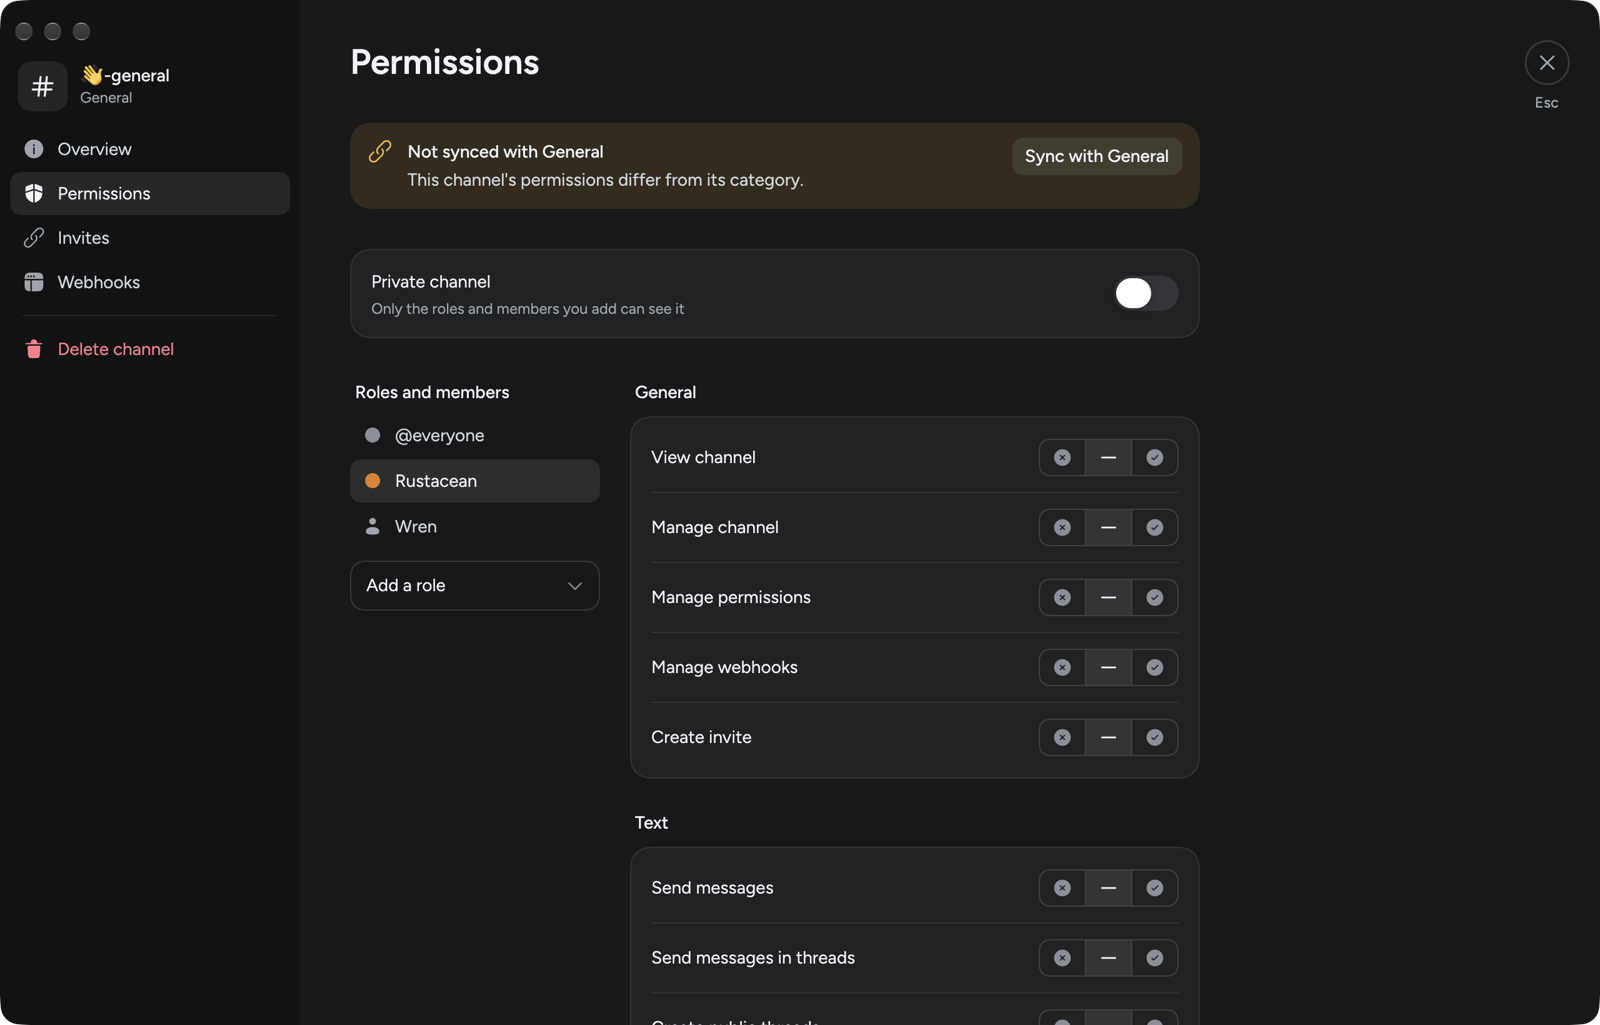 👋-general
General
Overview
Permissions
Invites
Webhooks
Delete channel
Permissions
Esc
Not synced with General
This channel's permissions differ from its category.
Sync with General
Private channel
Only the roles and members you add can see it
Roles and members
@everyone
Rustacean
Wren
Add a role
General
View channel
Manage channel
Manage permissions
Manage webhooks
Create invite
Text
Send messages
Send messages in threads
Create public threads